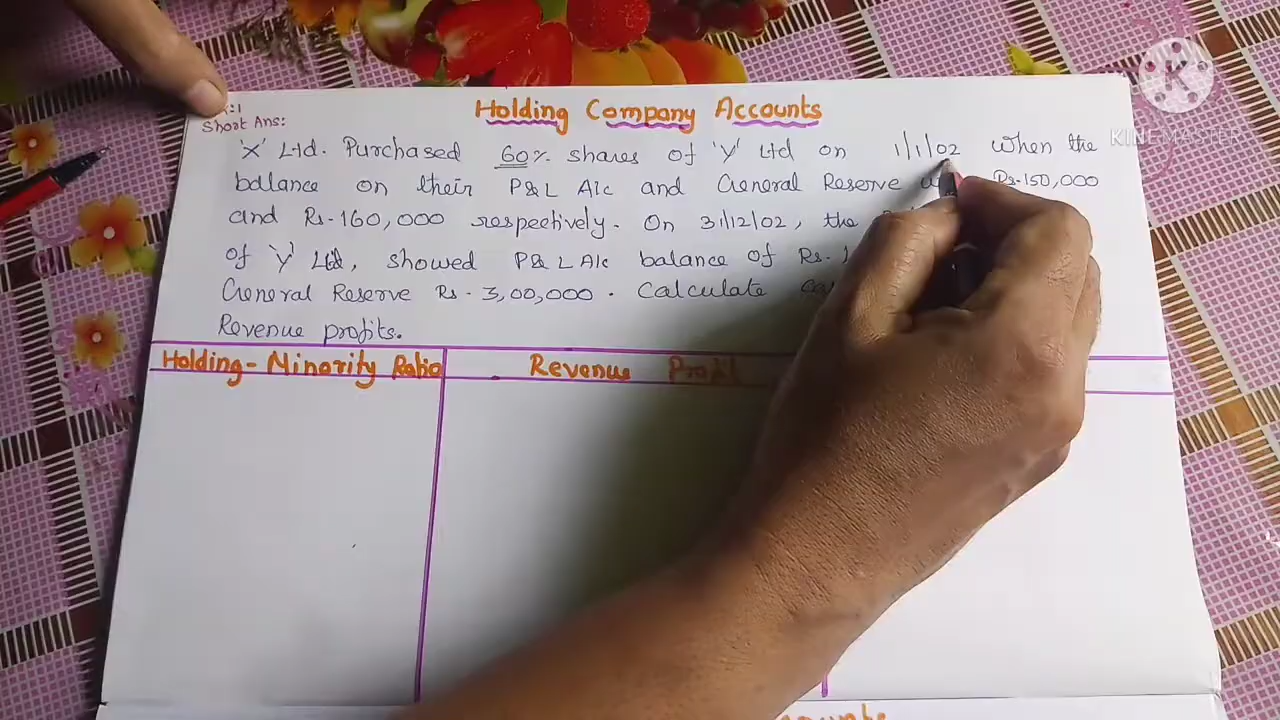 Holding Company Accounts
Short Ans:
'X' Ltd. Purchased 60% shares of 'Y' Ltd on 1/1/02 when the
balance on their P&L A/c and General Reserve Rs.150,000
and Rs.160,000 respectively. On 31/12/02, the
of 'Y' Ltd, showed P&L A/c balance of Rs.
General Reserve Rs.3,00,000. Calculate
Revenue profits.
Holding-Minority Ratio Revenue Profit
KINEMASTER